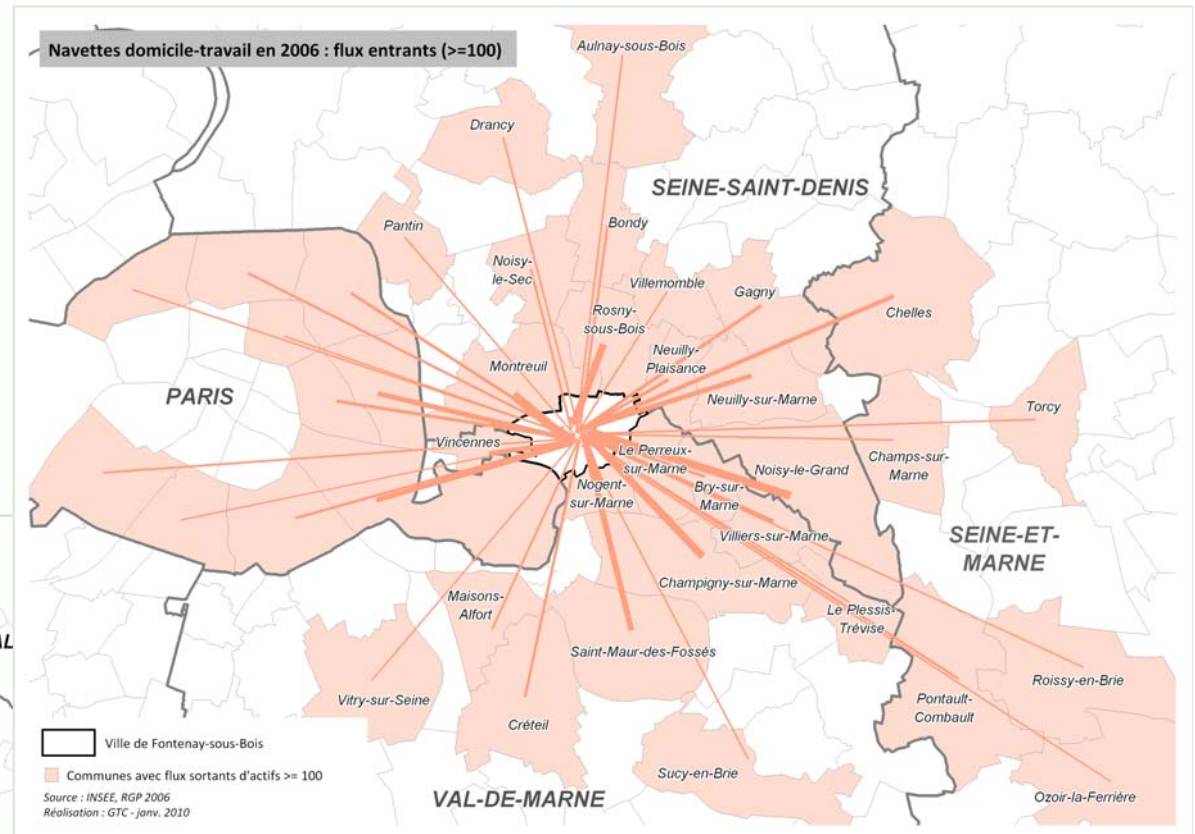 Navettes domicile-travail en 2006 : flux entrants (>=100)
Aulnay-sous-Bois
Drancy
SEINE-SAINT-DENIS
Pantin
Bondy
Noisy-
le-Sec
Villemomble
Gagny
Chelles
Rosny-
sous-Bois
Montreuil
Neuilly-
Plaisance
PARIS
Neuilly-sur-Marne
Torcy
Vincennes
Le Perreux-
sur-Marne
Noisy-le-Grand
Champs-sur-
Marne
Nogent-
sur-Marne
Bry-sur-
Marne
Villiers-sur-Marne
SEINE-ET-
MARNE
Champigny-sur-Marne
Maisons-
Alfort
Le Plessis-
Trévise
AL
Saint-Maur-des-Fossés
Vitry-sur-Seine
Roissy-en-Brie
Créteil
Pontault-
Combault
Ville de Fontenay-sous-Bois
Sucy-en-Brie
Communes avec flux sortants d'actifs >= 100
VAL-DE-MARNE
Ozoir-la-Ferrière
Source : INSEE, RGP 2006
Réalisation : GTC - janv. 2010